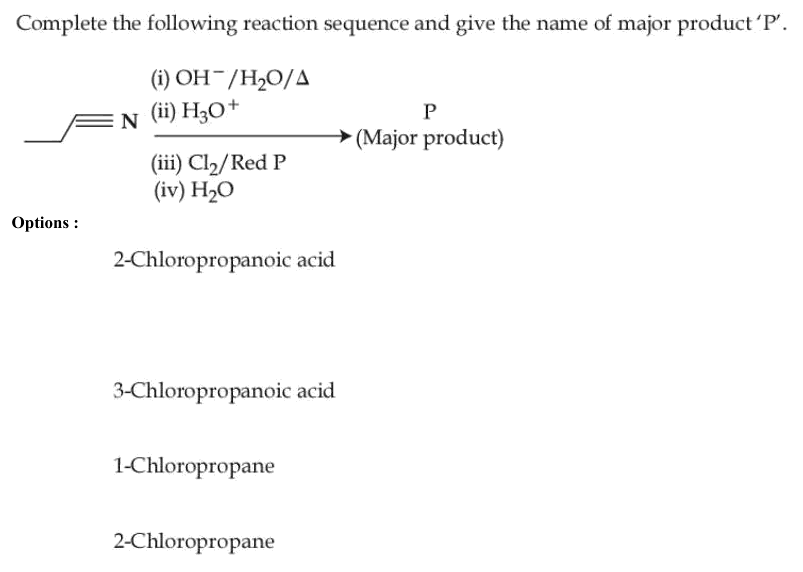 Complete the following reaction sequence and give the name of major product 'P'.
(i) OH⁻/H₂O/Δ
(ii) H₃O⁺
N
P
(Major product)
(iii) Cl₂/Red P
(iv) H₂O
Options :
2-Chloropropanoic acid
3-Chloropropanoic acid
1-Chloropropane
2-Chloropropane